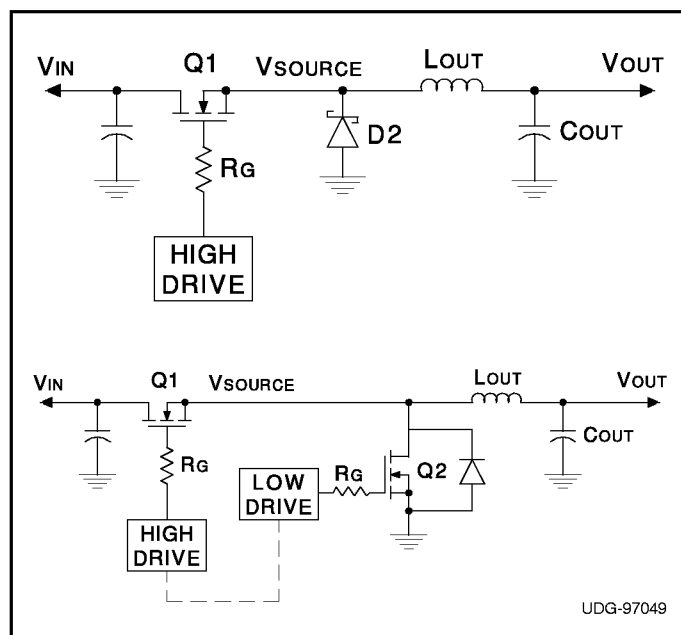 VIN
Q1
VSOURCE
LOUT
VOUT
D2
COUT
RG
HIGH
DRIVE
VIN
Q1
VSOURCE
LOUT
VOUT
COUT
RG
LOW
DRIVE
RG
Q2
HIGH
DRIVE
UDG-97049